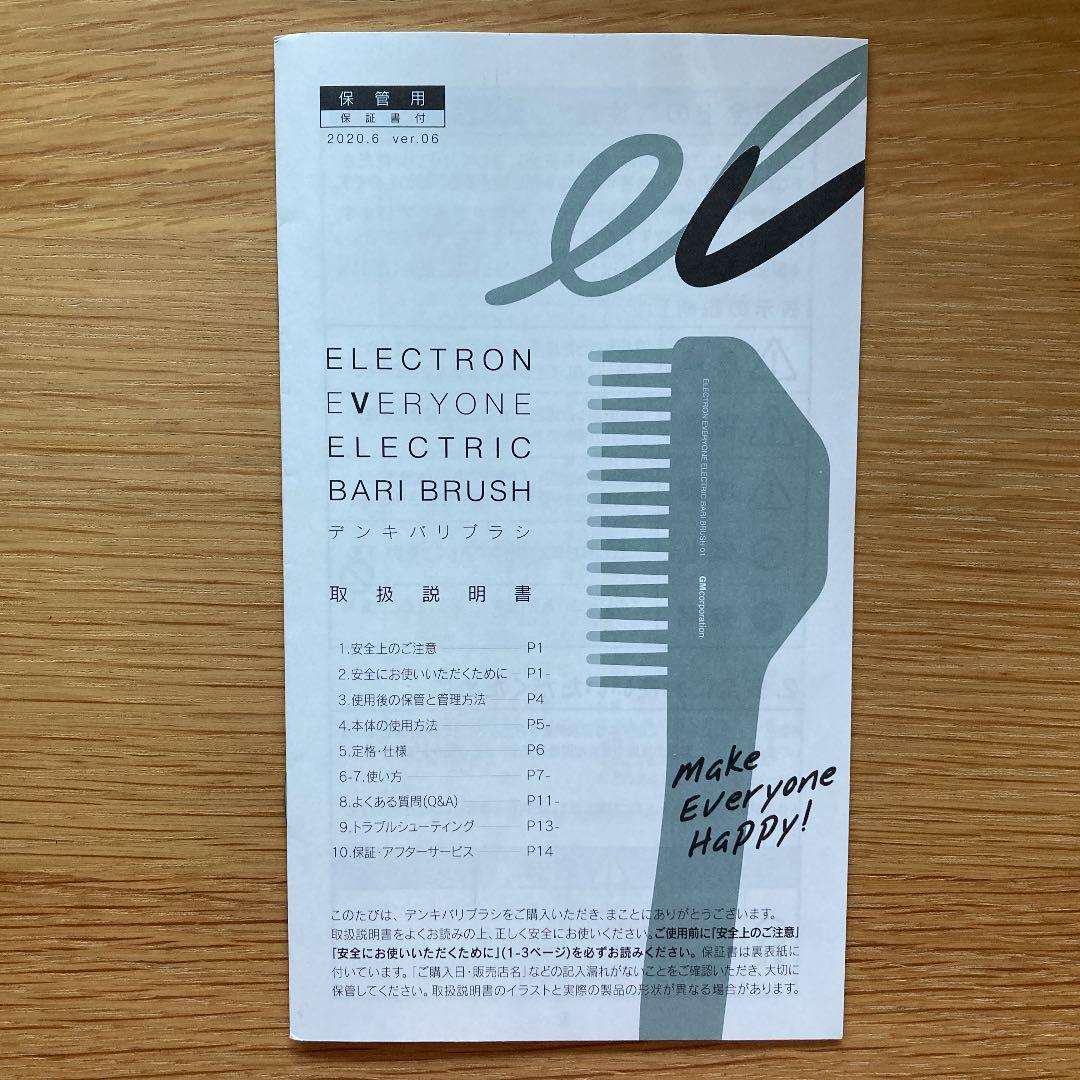 保管用
保証書付
2020.6 ver.06
el
ELECTRON
EVERYONE
ELECTRIC
BARI BRUSH
デンキバリブラシ
取扱説明書
ELECTRON EVERYONE ELECTRIC BARI BRUSH 01 GMcorporation
1.安全上のご注意 P1
2.安全にお使いいただくために P1-
3.使用後の保管と管理方法 P4
4.本体の使用方法 P5-
5.定格・仕様 P6
6-7.使い方 P7-
8.よくある質問(Q&A) P11-
9.トラブルシューティング P13-
10.保証・アフターサービス P14
Make
Everyone
Happy!
このたびは、デンキバリブラシをご購入いただき、まことにありがとうございます。
取扱説明書をよくお読みの上、正しく安全にお使いください。ご使用前に「安全上のご注意」
「安全にお使いいただくために」(1-3ページ)を必ずお読みください。保証書は裏表紙に
付いています。「ご購入日・販売店名」などの記入漏れがないことをご確認いただき、大切に
保管してください。取扱説明書のイラストと実際の製品の形状が異なる場合があります。